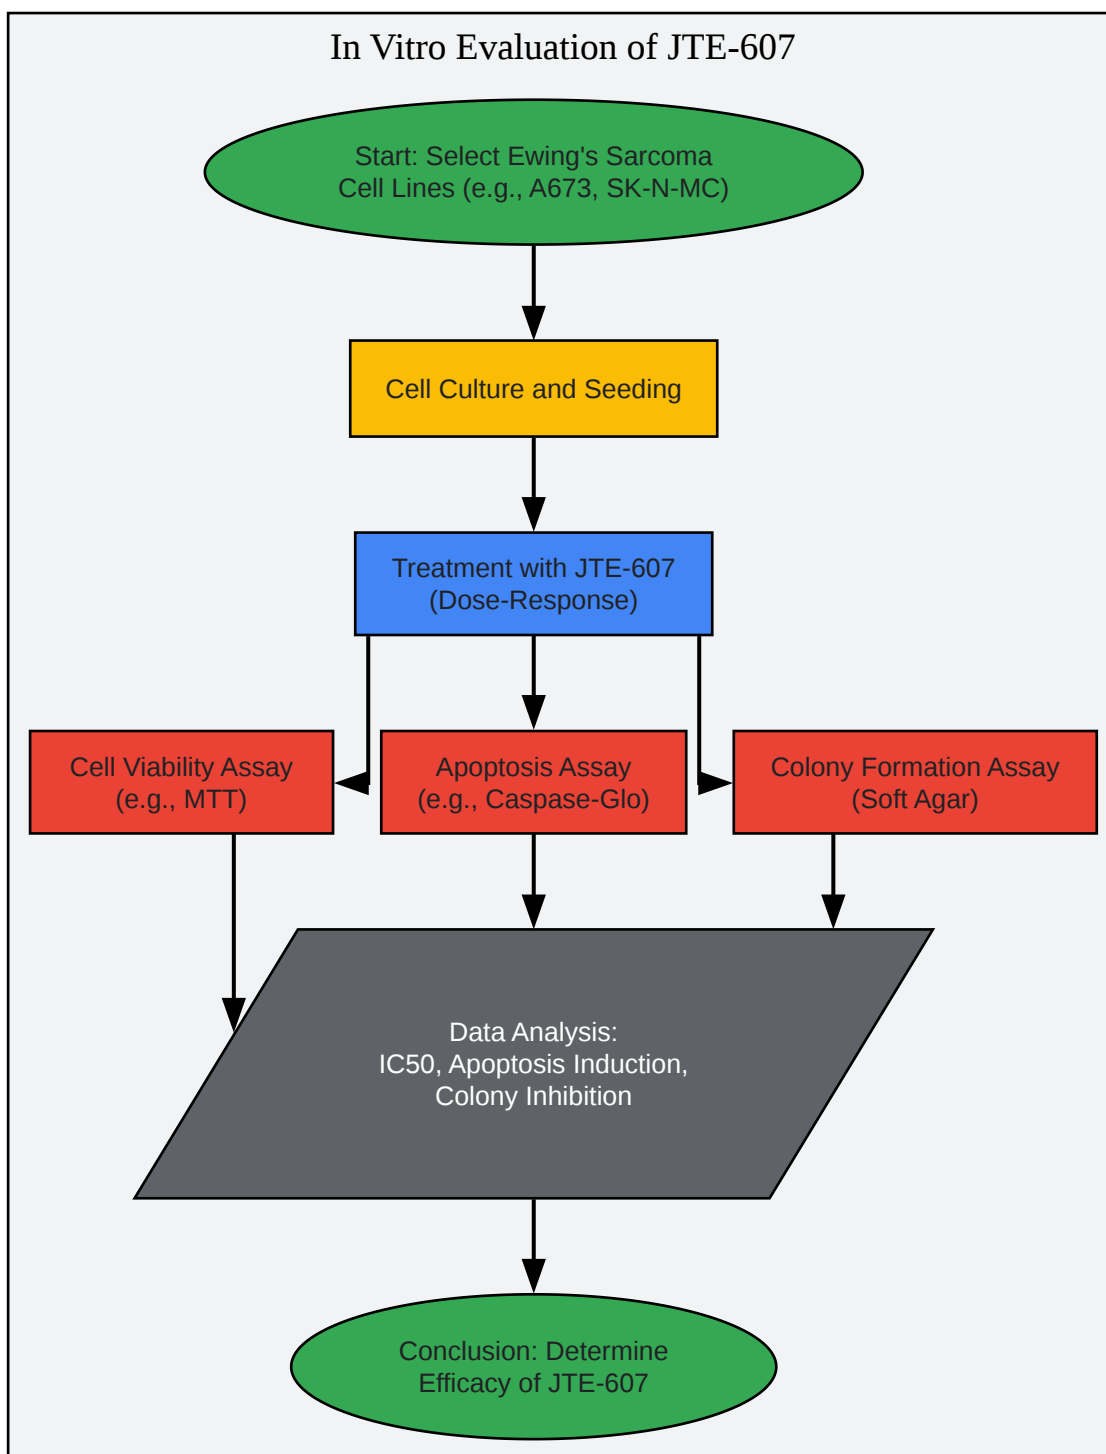 In Vitro Evaluation of JTE-607
Start: Select Ewing's Sarcoma
Cell Lines (e.g., A673, SK-N-MC)
Cell Culture and Seeding
Treatment with JTE-607
(Dose-Response)
Cell Viability Assay
(e.g., MTT)
Apoptosis Assay
(e.g., Caspase-Glo)
Colony Formation Assay
(Soft Agar)
Data Analysis:
IC50, Apoptosis Induction,
Colony Inhibition
Conclusion: Determine
Efficacy of JTE-607